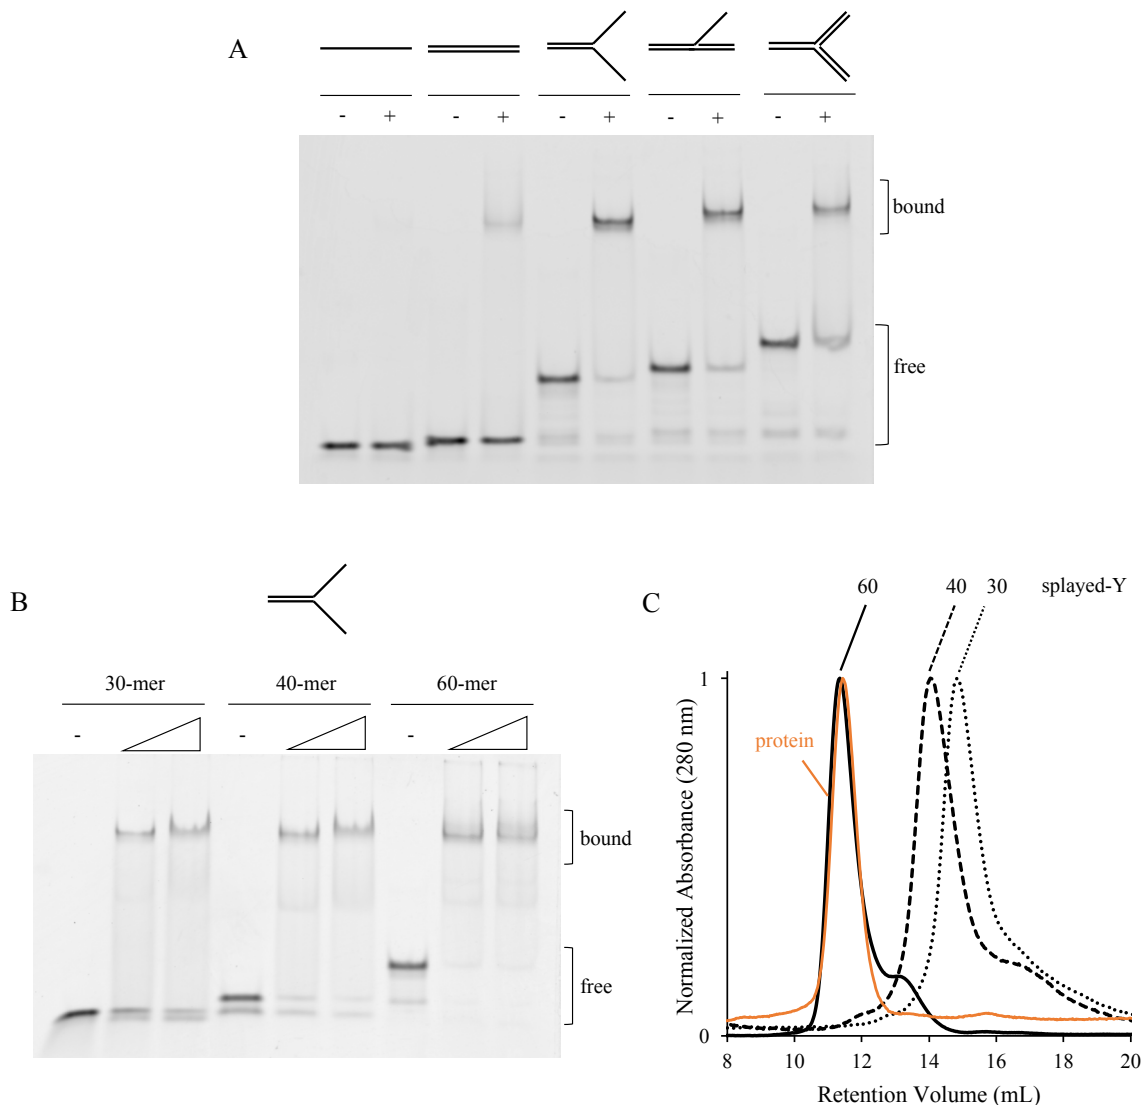 A
- + - + - + - + - +
bound
free
B
30-mer 40-mer 60-mer
- - -
bound
free
C
60 40 30 splayed-Y
1
protein
Normalized Absorbance (280 nm)
0
8 10 12 14 16 18 20
Retention Volume (mL)